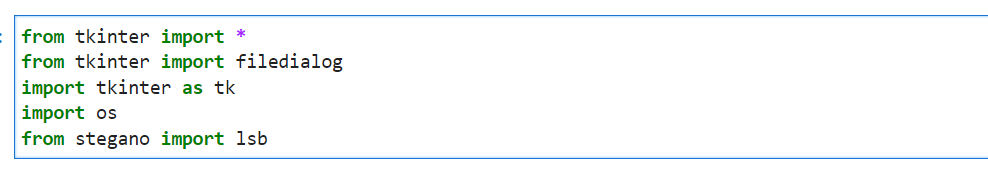 from tkinter import *
from tkinter import filedialog
import tkinter as tk
import os
from stegano import lsb